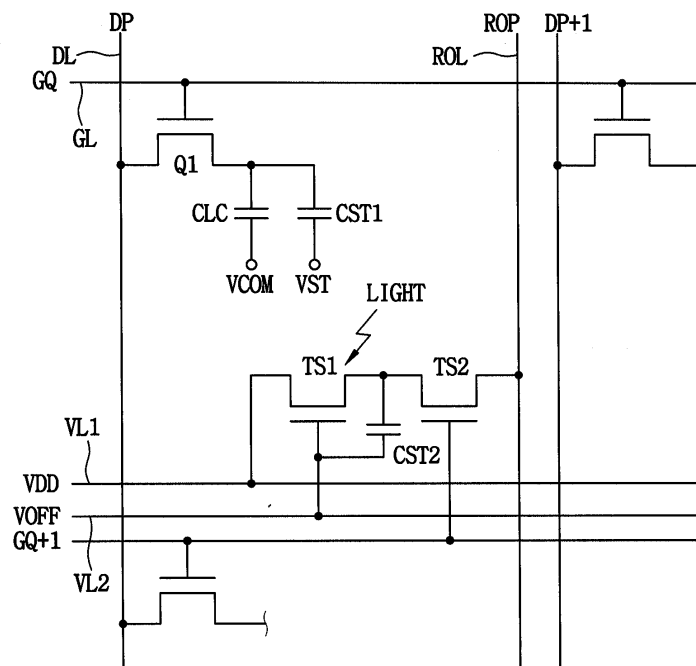 DP
ROP
DP+1
DL
ROL
GQ
GL
Q1
CLC
CST1
VCOM
VST
LIGHT
TS1
TS2
VL1
CST2
VDD
VOFF
GQ+1
VL2